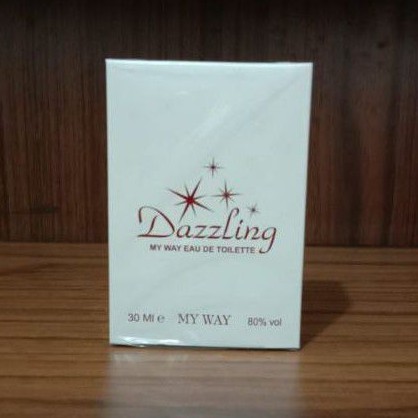 Dazzling
MY WAY EAU DE TOILETTE
30 Ml e MY WAY 80% vol